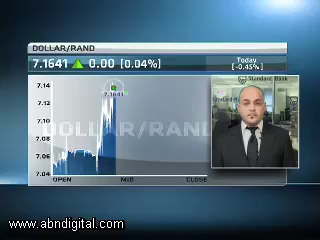 DOLLAR/RAND
7.1641 ▲ 0.00 [0.04%]
Today
[-0.45%]
7.14
7.12
7.10
7.08
7.06
7.04
7.1641
DOLLAR/RAND
OPEN
MID
CLOSE
Standard Bank
www.abndigital.com